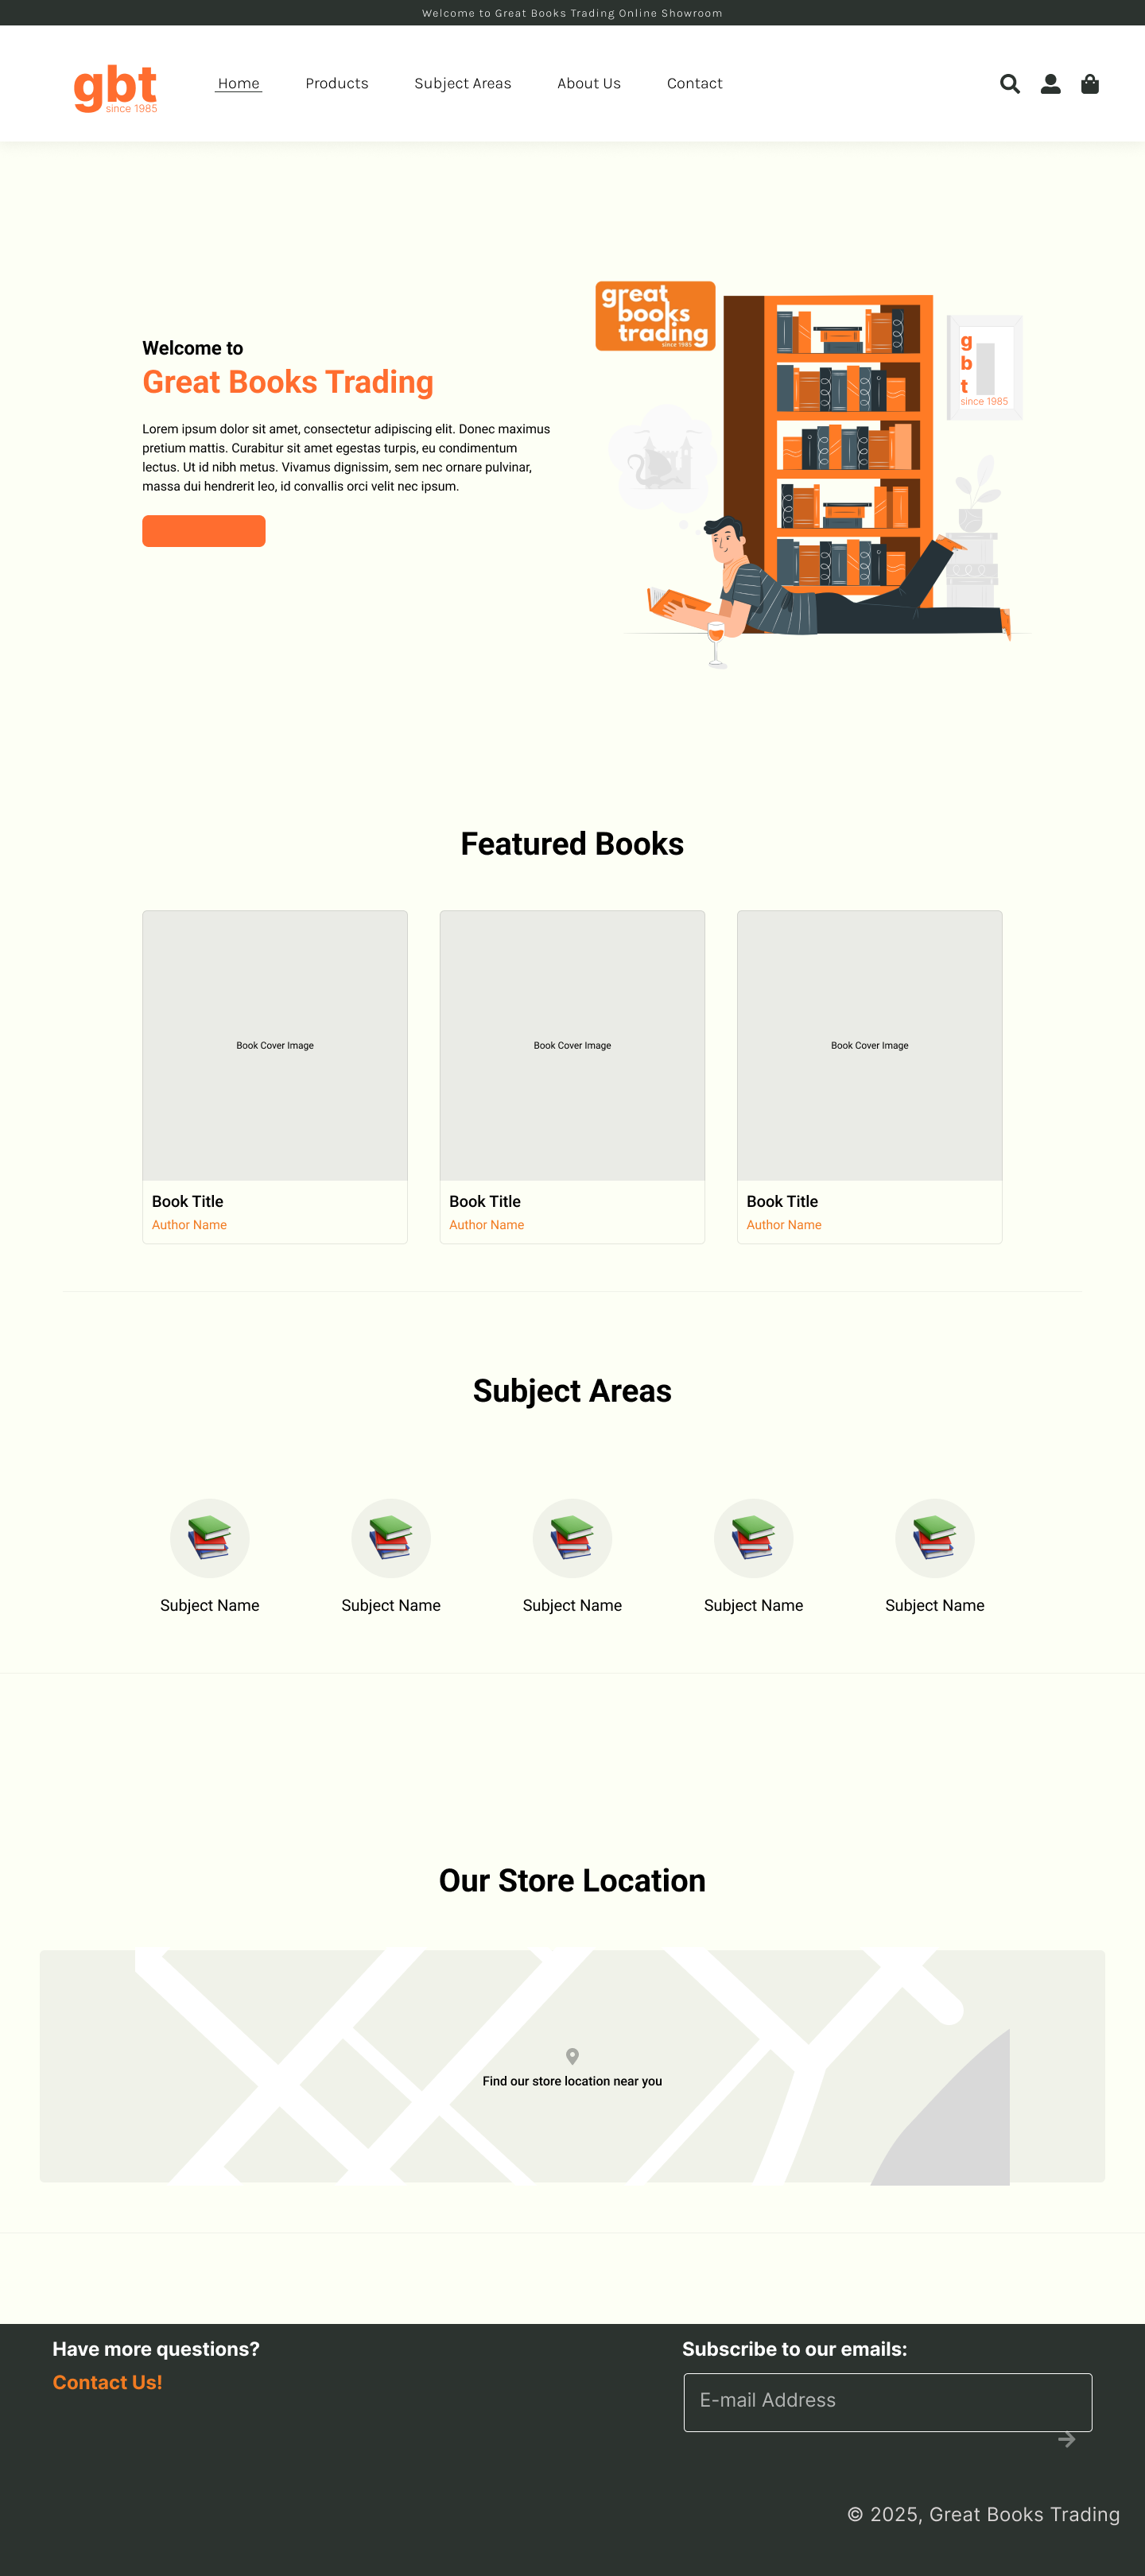 Welcome to Great Books Trading Online Showroom
gbt
since 1985
Home
Products
Subject Areas
About Us
Contact
great
books
trading
since 1985
g
b
t
since 1985
Welcome to
Great Books Trading
Lorem ipsum dolor sit amet, consectetur adipiscing elit. Donec maximus
pretium mattis. Curabitur sit amet egestas turpis, eu condimentum
lectus. Ut id nibh metus. Vivamus dignissim, sem nec ornare pulvinar,
massa dui hendrerit leo, id convallis orci velit nec ipsum.
Featured Books
Book Cover Image
Book Title
Author Name
Book Cover Image
Book Title
Author Name
Book Cover Image
Book Title
Author Name
Subject Areas
Subject Name
Subject Name
Subject Name
Subject Name
Subject Name
Our Store Location
Find our store location near you
Have more questions?
Contact Us!
Subscribe to our emails:
E-mail Address
© 2025, Great Books Trading